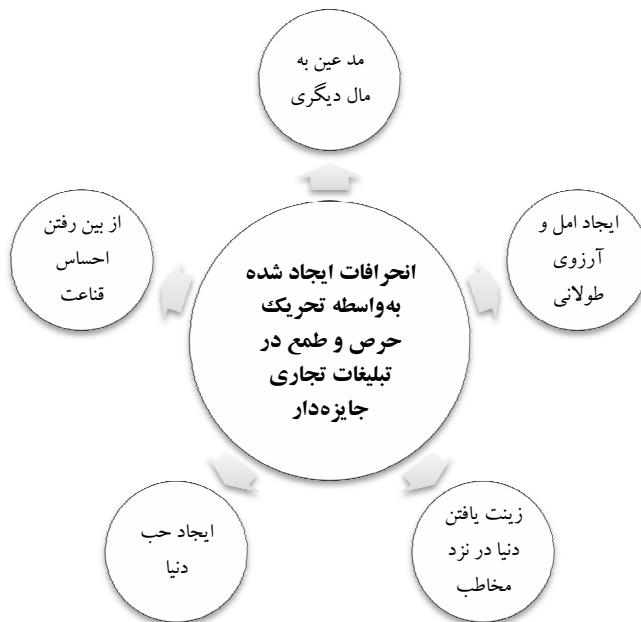 مد عین به
مال دیگری
ایجاد امل و
آرزوی
طولانی
از بین رفتن
احساس
قناعت
انحرافات ایجاد شده
به‌واسطه تحریک
حرص و طمع در
تبلیغات تجاری
جایزه‌دار
زینت یافتن
دنیا در نزد
مخاطب
ایجاد حب
دنیا